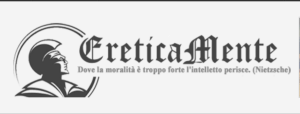 EreticaMente
Dove la moralità è troppo forte l'intelletto perisce. (Nietzsche)